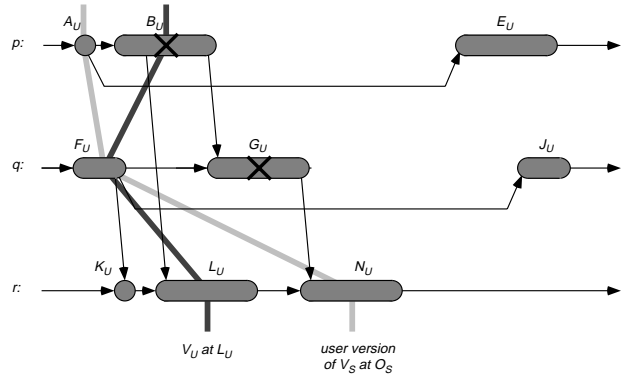 A_U B_U E_U
p:
F_U G_U J_U
q:
K_U L_U N_U
r:
V_U at L_U
user version
of V_S at O_S